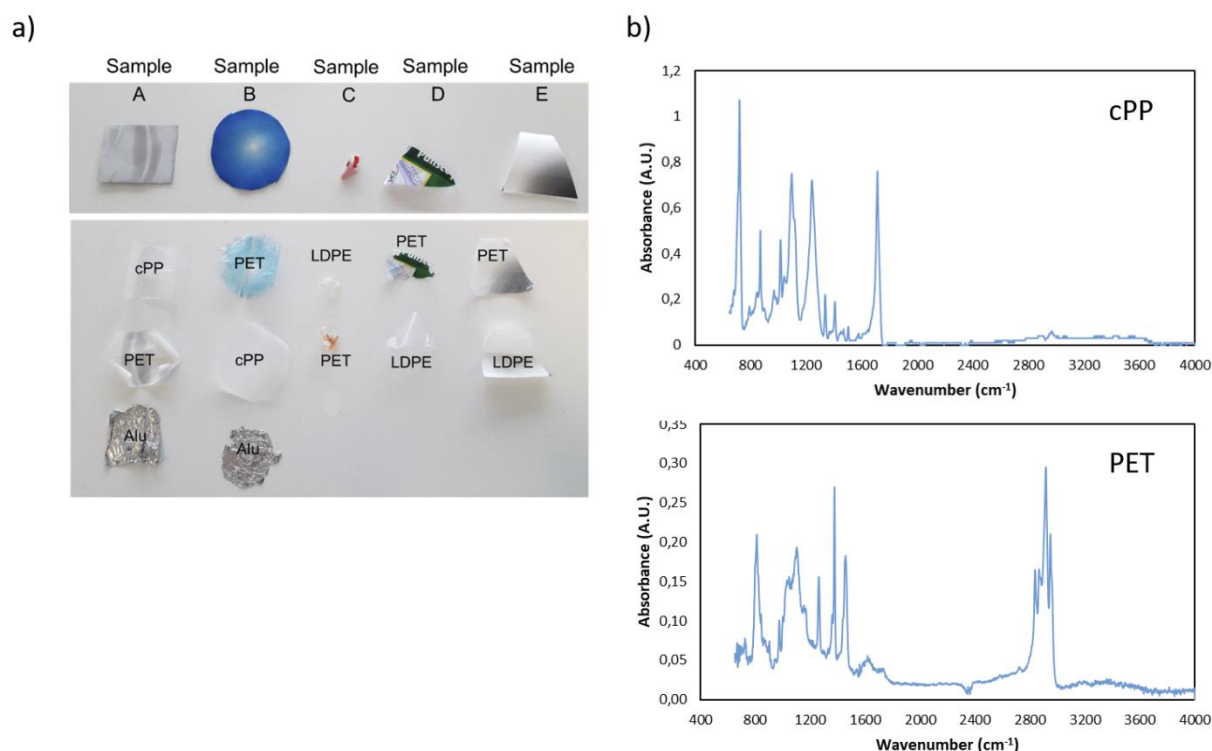 a)
Sample Sample Sample Sample Sample
A B C D E
cPP PET LDPE PET PET
PET cPP PET LDPE LDPE
Alu Alu
b)
cPP
Absorbance (A.U.)
1,2
1
0,8
0,6
0,4
0,2
0
400 800 1200 1600 2000 2400 2800 3200 3600 4000
Wavenumber (cm-1)
PET
Absorbance (A.U.)
0,35
0,30
0,25
0,20
0,15
0,10
0,05
0,00
400 800 1200 1600 2000 2400 2800 3200 3600 4000
Wavenumber (cm-1)